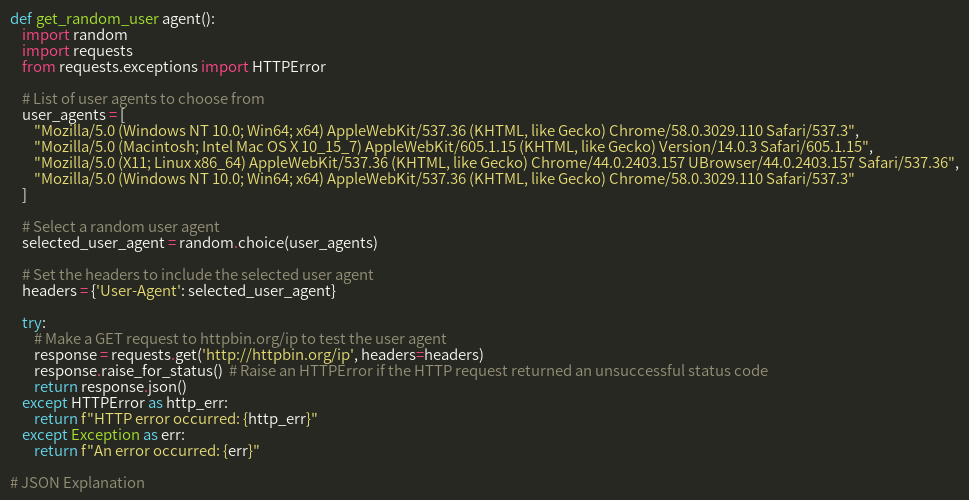 def get_random_user agent():
    import random
    import requests
    from requests.exceptions import HTTPError

    # List of user agents to choose from
    user_agents = [
        "Mozilla/5.0 (Windows NT 10.0; Win64; x64) AppleWebKit/537.36 (KHTML, like Gecko) Chrome/58.0.3029.110 Safari/537.3",
        "Mozilla/5.0 (Macintosh; Intel Mac OS X 10_15_7) AppleWebKit/605.1.15 (KHTML, like Gecko) Version/14.0.3 Safari/605.1.15",
        "Mozilla/5.0 (X11; Linux x86_64) AppleWebKit/537.36 (KHTML, like Gecko) Chrome/44.0.2403.157 UBrowser/44.0.2403.157 Safari/537.36",
        "Mozilla/5.0 (Windows NT 10.0; Win64; x64) AppleWebKit/537.36 (KHTML, like Gecko) Chrome/58.0.3029.110 Safari/537.3"
    ]

    # Select a random user agent
    selected_user_agent = random.choice(user_agents)

    # Set the headers to include the selected user agent
    headers = {'User-Agent': selected_user_agent}

    try:
        # Make a GET request to httpbin.org/ip to test the user agent
        response = requests.get('http://httpbin.org/ip', headers=headers)
        response.raise_for_status()  # Raise an HTTPError if the HTTP request returned an unsuccessful status code
        return response.json()
    except HTTPError as http_err:
        return f"HTTP error occurred: {http_err}"
    except Exception as err:
        return f"An error occurred: {err}"

# JSON Explanation